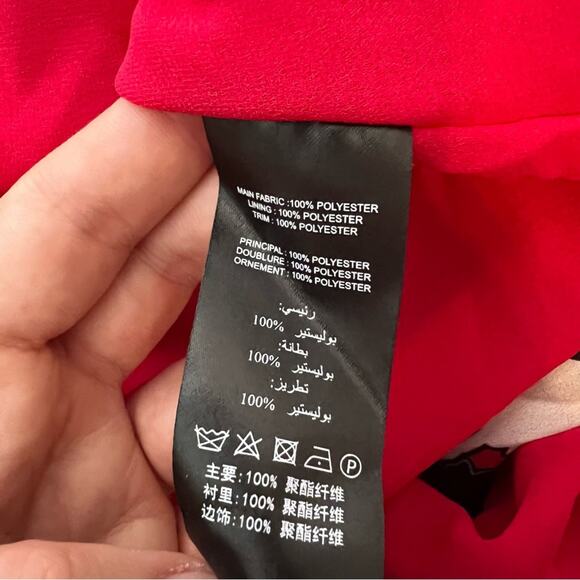 MAIN FABRIC :100% POLYESTER
LINING : 100% POLYESTER
TRIM : 100% POLYESTER
PRINCIPAL: 100% POLYESTER
DOUBLURE : 100% POLYESTER
ORNEMENT : 100% POLYESTER
رئيسي:
بوليستير 100%
بطانة:
بوليستير 100%
تطريز:
بوليستير 100%
P
主要: 100% 聚酯纤维
衬里: 100% 聚酯纤维
边饰: 100% 聚酯纤维